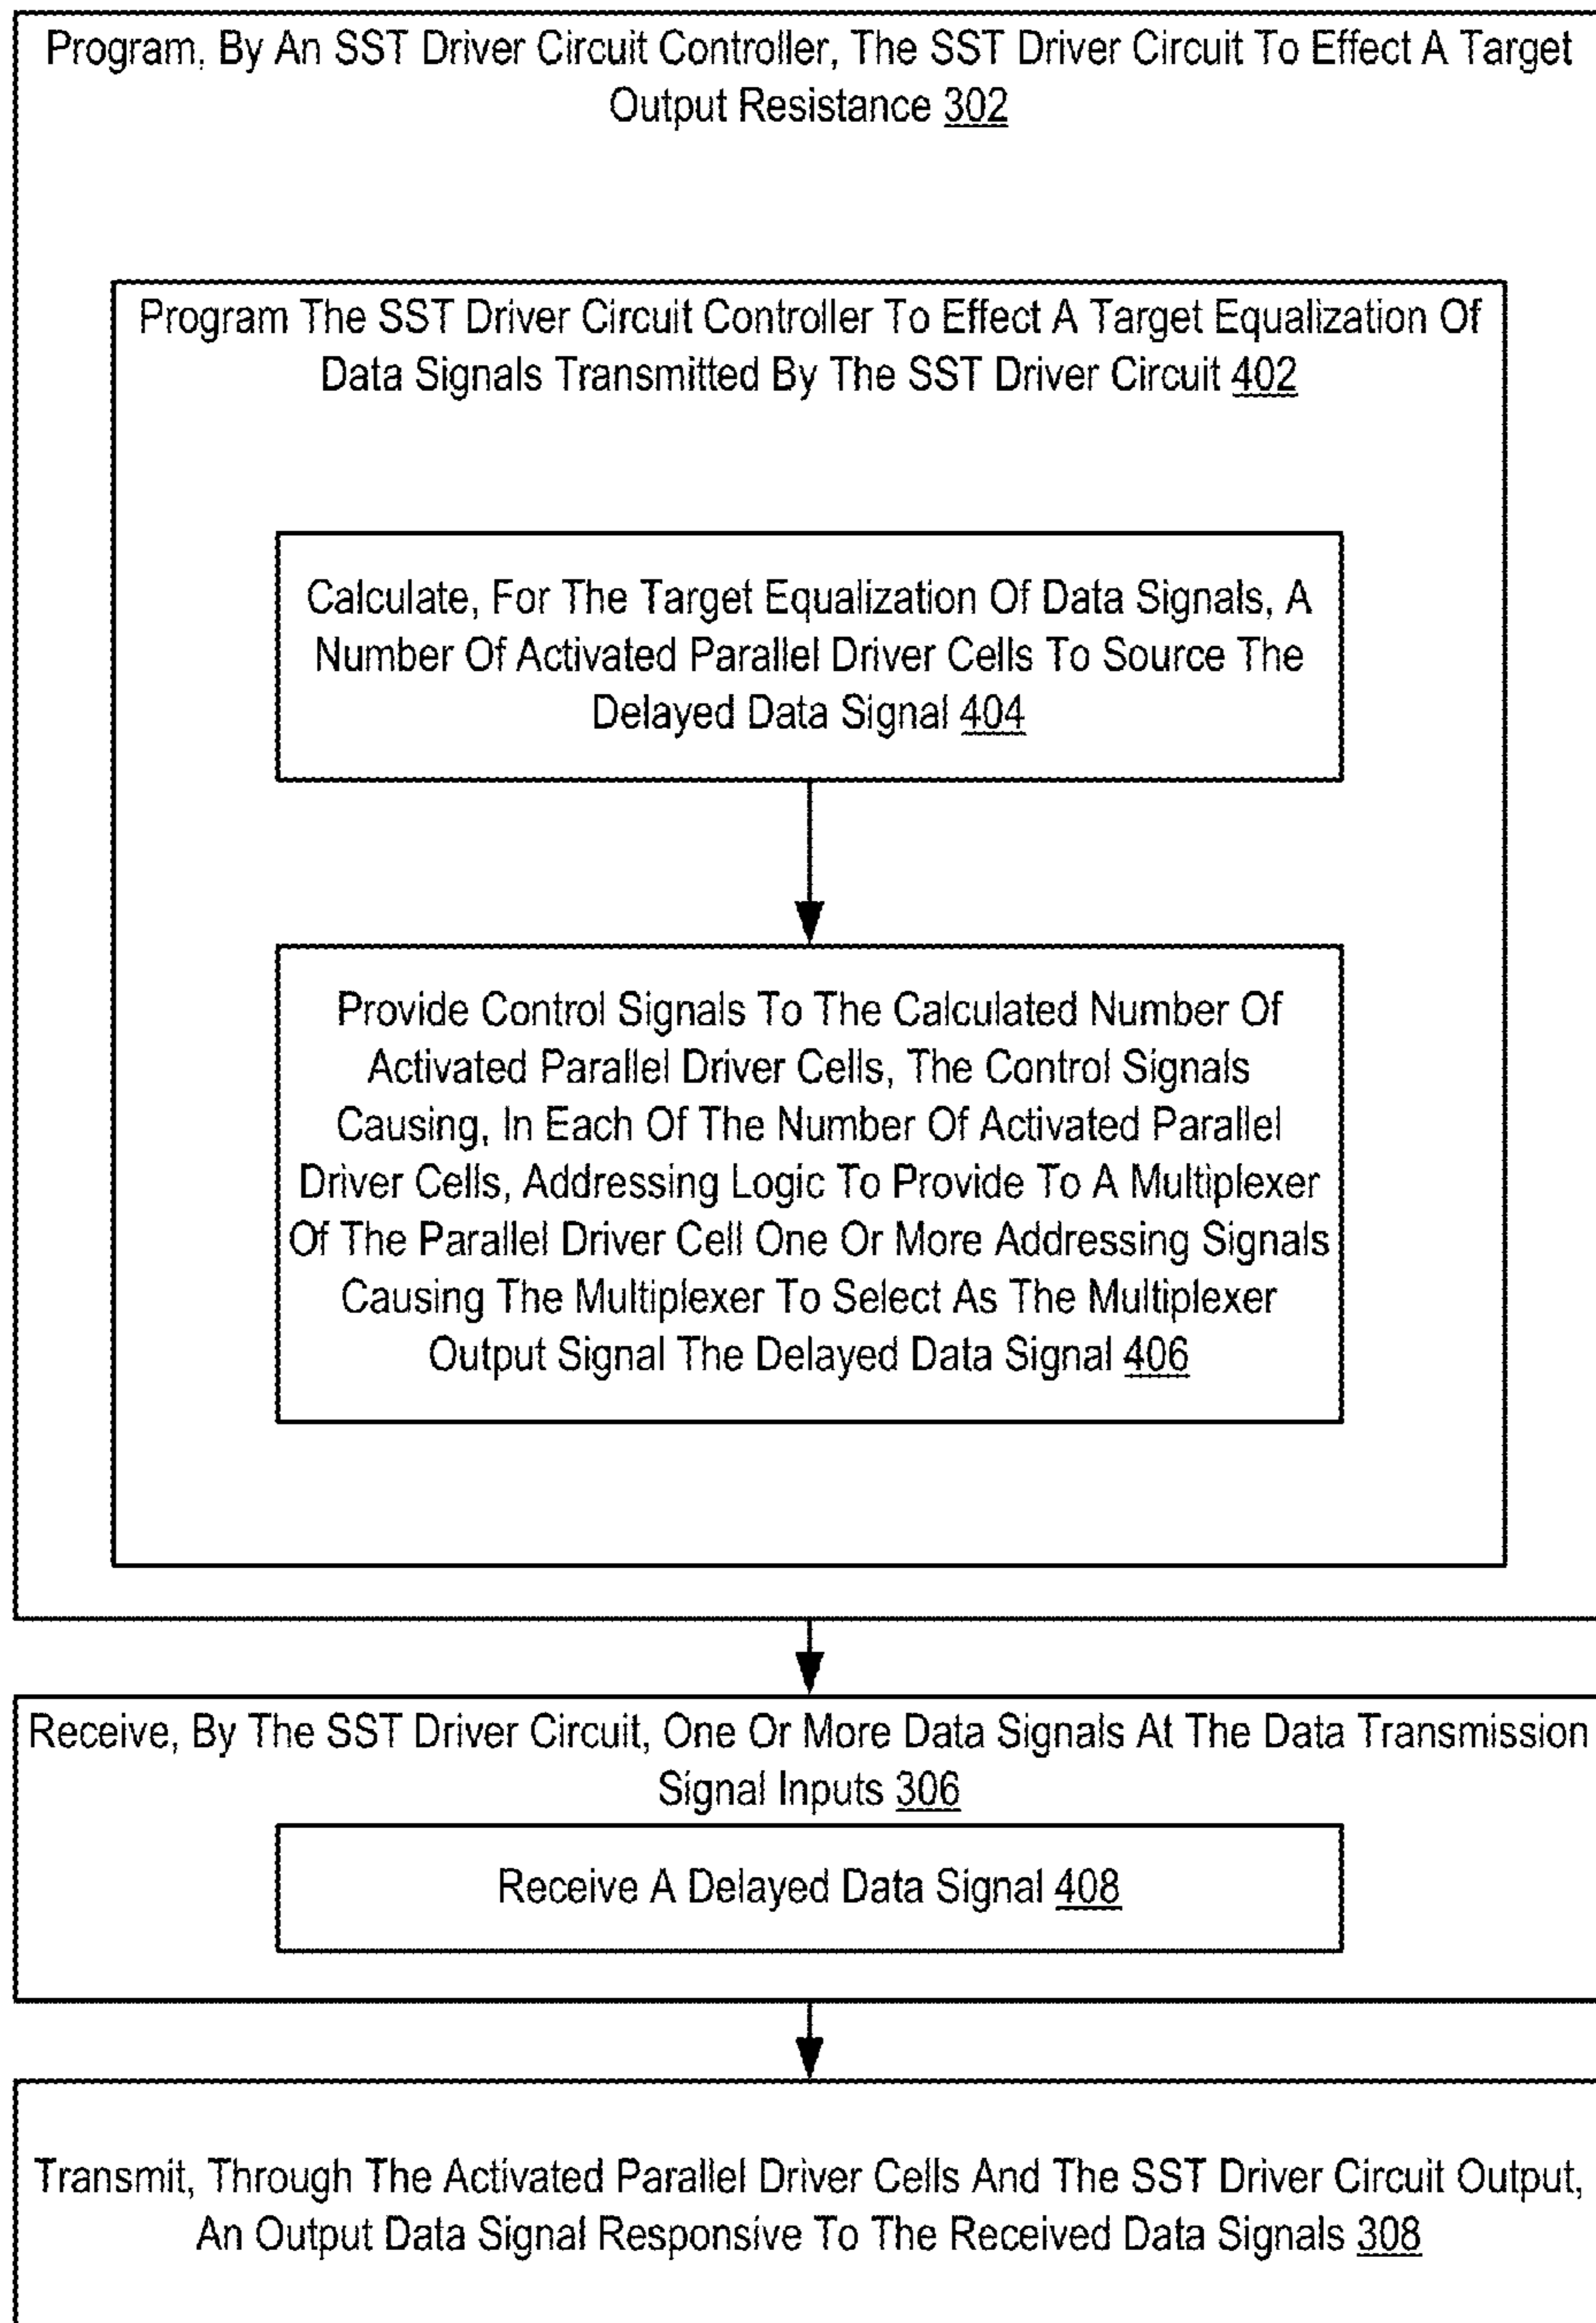 Program, By An SST Driver Circuit Controller, The SST Driver Circuit To Effect A Target
Output Resistance 302
Program The SST Driver Circuit Controller To Effect A Target Equalization Of
Data Signals Transmitted By The SST Driver Circuit 402
Calculate, For The Target Equalization Of Data Signals, A
Number Of Activated Parallel Driver Cells To Source The
Delayed Data Signal 404
Provide Control Signals To The Calculated Number Of
Activated Parallel Driver Cells, The Control Signals
Causing, In Each Of The Number Of Activated Parallel
Driver Cells, Addressing Logic To Provide To A Multiplexer
Of The Parallel Driver Cell One Or More Addressing Signals
Causing The Multiplexer To Select As The Multiplexer
Output Signal The Delayed Data Signal 406
Receive, By The SST Driver Circuit, One Or More Data Signals At The Data Transmission
Signal Inputs 306
Receive A Delayed Data Signal 408
Transmit, Through The Activated Parallel Driver Cells And The SST Driver Circuit Output,
An Output Data Signal Responsive To The Received Data Signals 308